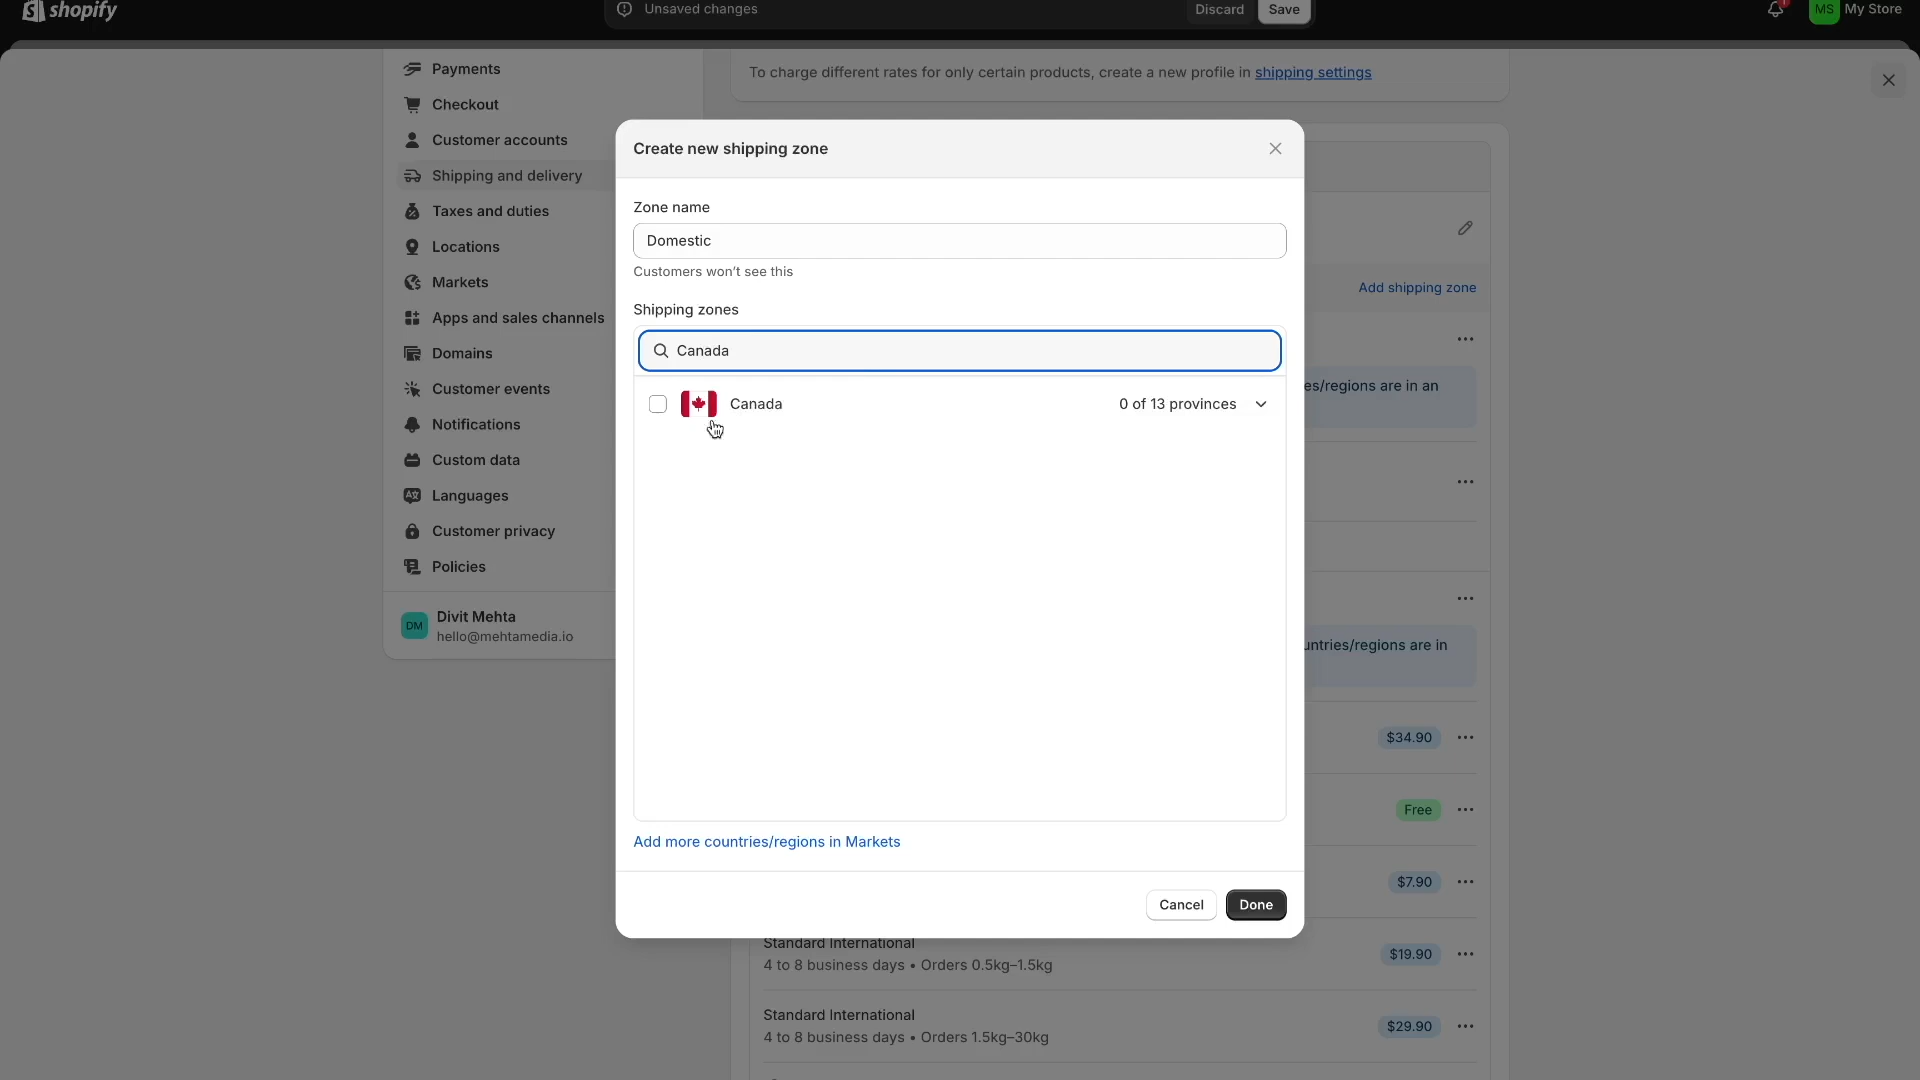 shopify
Unsaved changes
Discard
Save
MS
My Store
Payments
Checkout
Customer accounts
Shipping and delivery
Taxes and duties
Locations
Markets
Apps and sales channels
Domains
Customer events
Notifications
Custom data
Languages
Customer privacy
Policies
DM
Divit Mehta
hello@mehtamedia.io
To charge different rates for only certain products, create a new profile in shipping settings
Create new shipping zone
Zone name
Domestic
Customers won't see this
Shipping zones
Canada
Canada
0 of 13 provinces
Add more countries/regions in Markets
Cancel
Done
Add shipping zone
es/regions are in an
untries/regions are in
$34.90
Free
$7.90
Standard International
4 to 8 business days • Orders 0.5kg–1.5kg
$19.90
Standard International
4 to 8 business days • Orders 1.5kg–30kg
$29.90